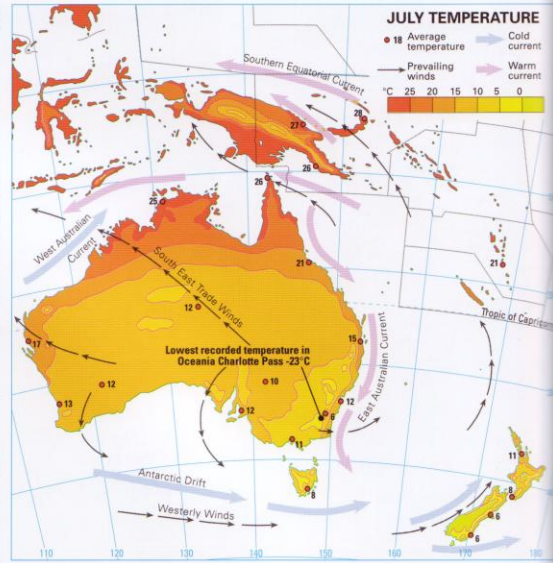 JULY TEMPERATURE
18 Average
temperature
Cold
current
Prevailing
winds
Warm
current
°C 25 20 15 10 5 0
Southern Equatorial Current
28
27
26
26
25
West Australian
Current
South East Trade Winds
21
21
12
Tropic of Caprico
17
15
Lowest recorded temperature in
Oceania Charlotte Pass -23°C
East Australian Current
12
10
13
12
12
6
11
11
Antarctic Drift
8
8
Westerly Winds
6
6
110 120 130 140 150 160 170 180